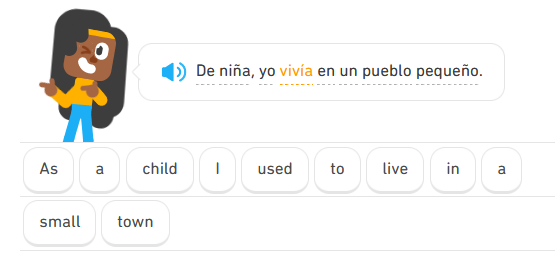 De niña, yo vivía en un pueblo pequeño.
As a child I used to live in a
small town